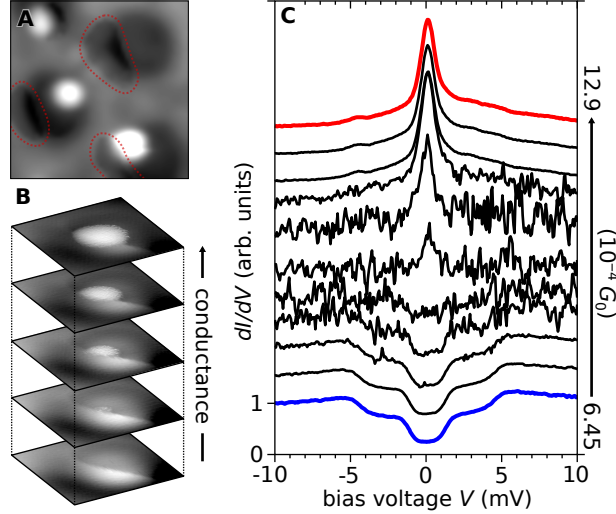 A
B
conductance
C
dI/dV (arb. units)
1
0
-10
-5
0
5
10
bias voltage V (mV)
12.9
(10⁻⁴ G₀)
6.45